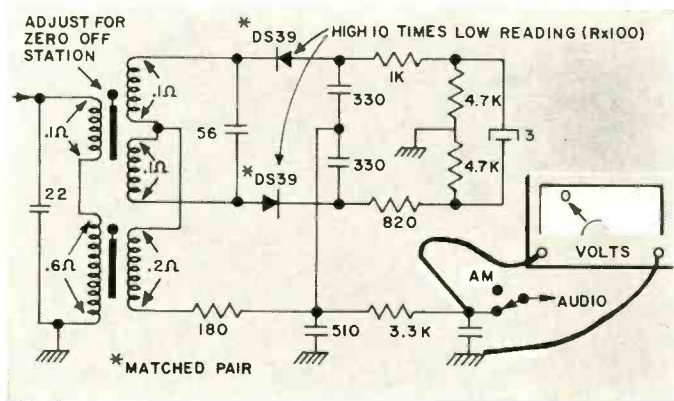 ADJUST FOR
ZERO OFF
STATION
*
DS39
HIGH 10 TIMES LOW READING (RX100)
.1Ω
1K
330
4.7K
.1Ω
56
3
.1Ω
330
4.7K
*
DS39
22
820
0
VOLTS
.6Ω
.2Ω
AM
AUDIO
180
510
3.3K
*MATCHED PAIR